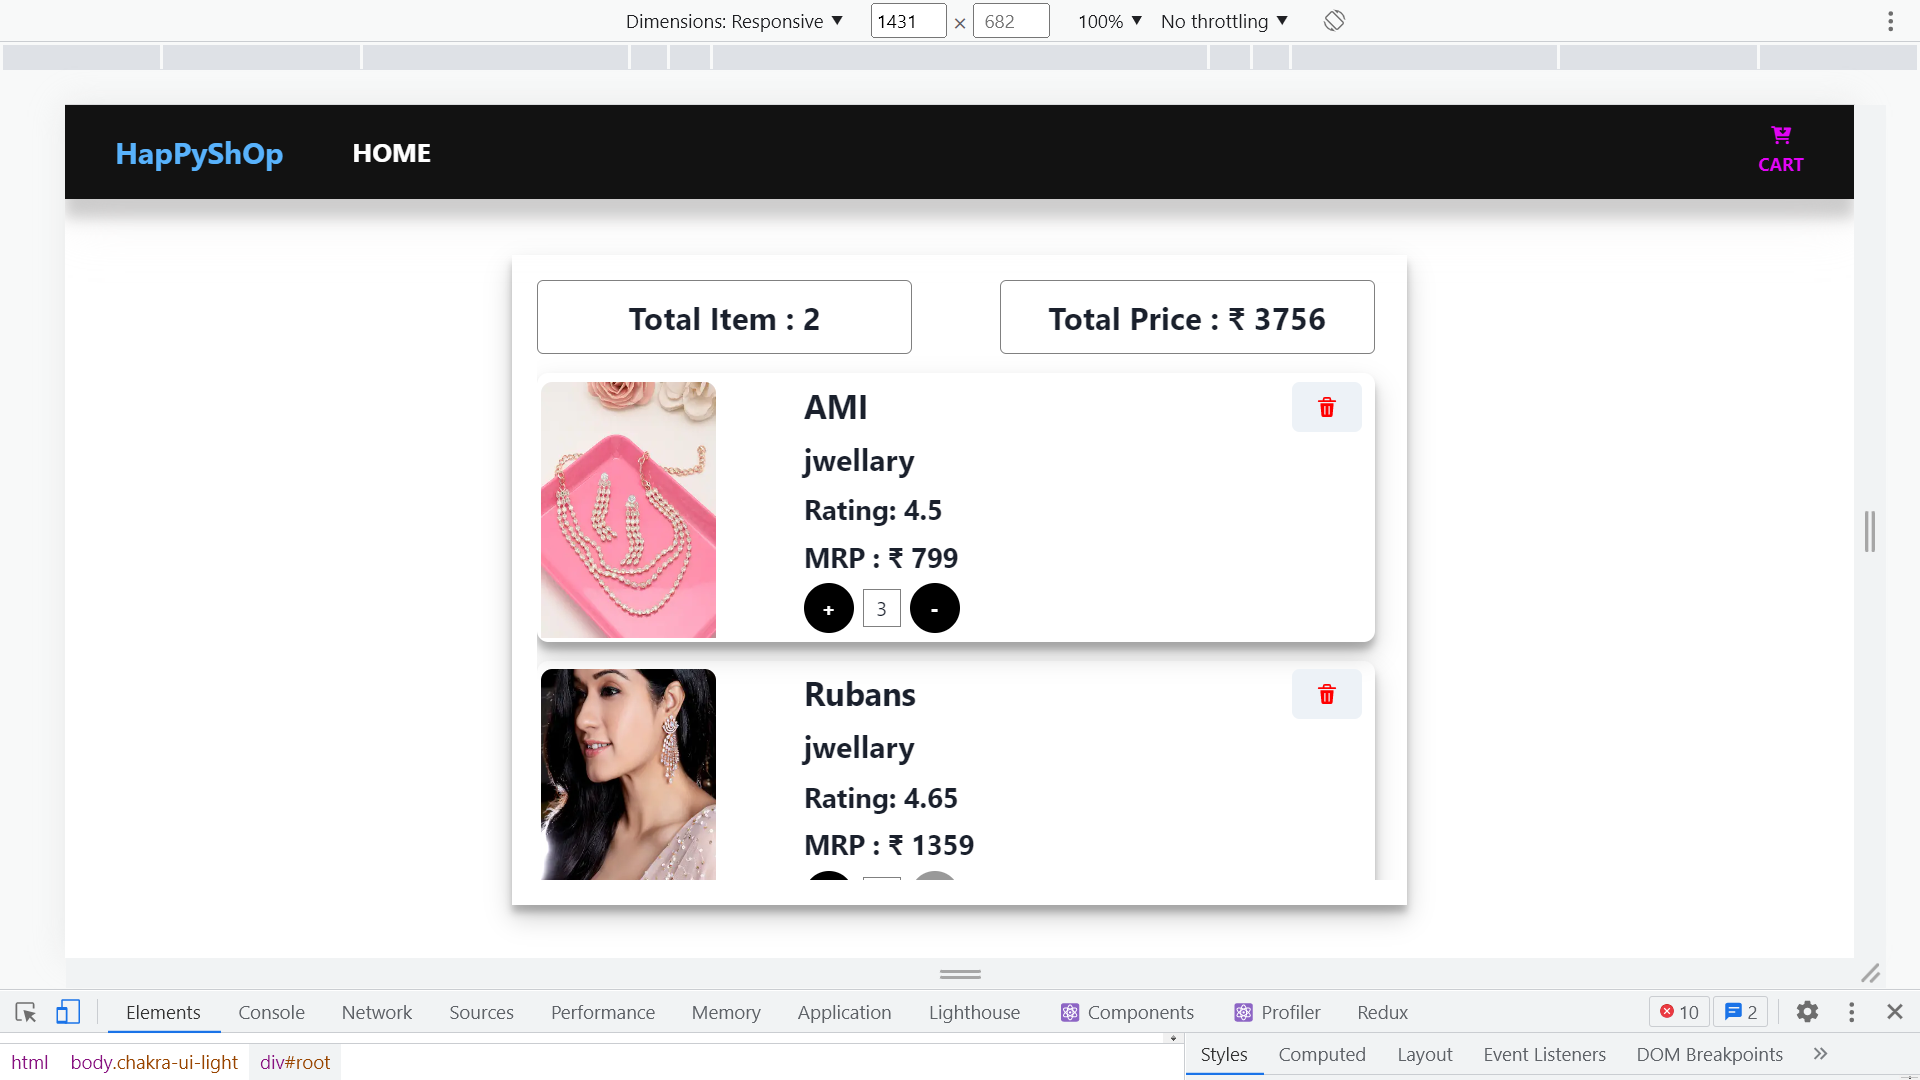 Dimensions: Responsive ▼ 1431 × 682 100% ▼ No throttling ▼
HapPyShOp HOME CART
Total Item : 2 Total Price : ₹ 3756
AMI
jwellary
Rating: 4.5
MRP : ₹ 799
+ 3 -
Rubans
jwellary
Rating: 4.65
MRP : ₹ 1359
Elements Console Network Sources Performance Memory Application Lighthouse Components Profiler Redux 10 2
html body.chakra-ui-light div#root
Styles Computed Layout Event Listeners DOM Breakpoints »